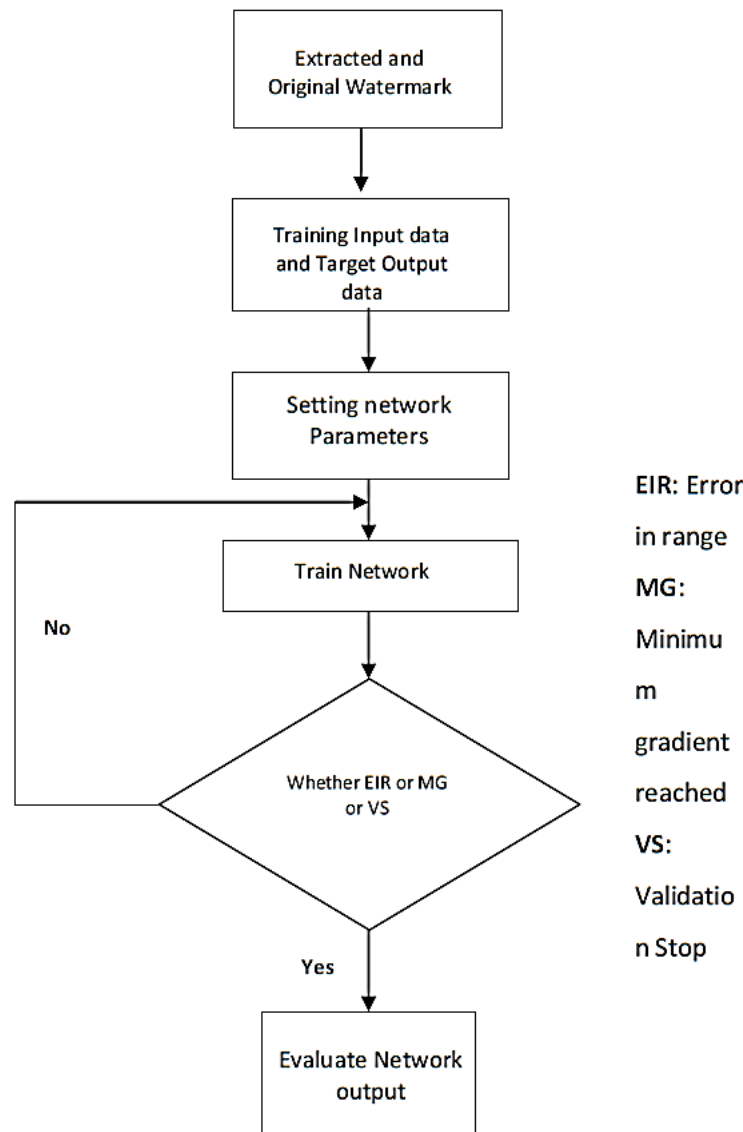 Extracted and
Original Watermark
Training Input data
and Target Output
data
Setting network
Parameters
Train Network
No
Whether EIR or MG
or VS
Yes
Evaluate Network
output
EIR: Error
in range
MG:
Minimu
m
gradient
reached
VS:
Validatio
n Stop